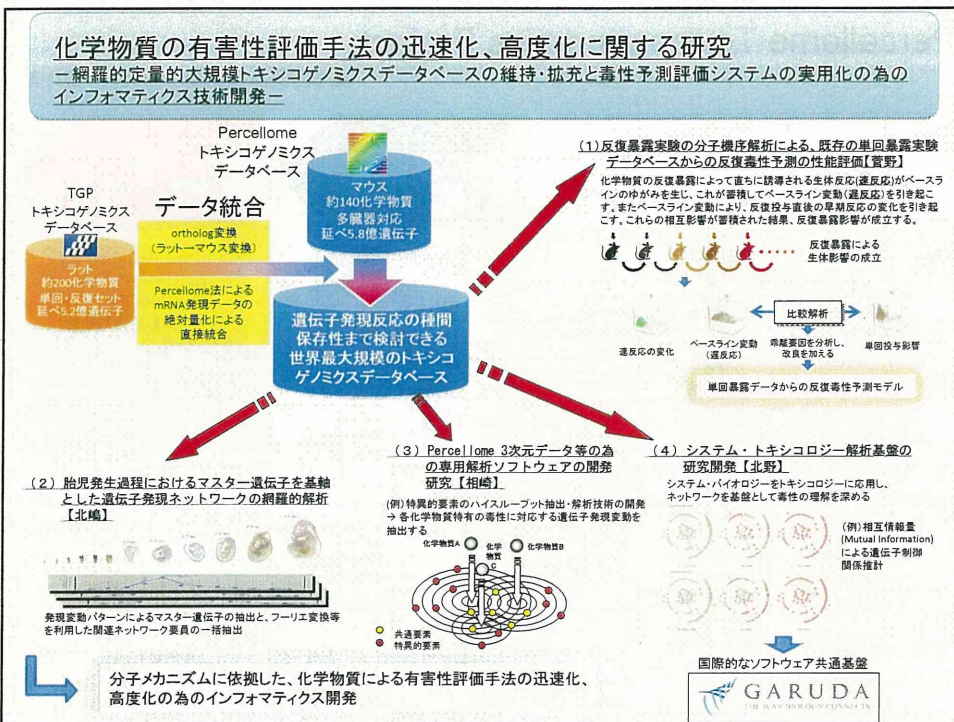 化学物質の有害性評価手法の迅速化、高度化に関する研究
－網羅的定量的大規模トキシコゲノミクスデータベースの維持・拡充と毒性予測評価システムの実用化の為の
インフォマティクス技術開発－
Percellome
トキシコゲノミクス
データベース
マウス
約140化学物質
多臓器対応
延べ5.8億遺伝子
TGP
トキシコゲノミクス
データベース
ラット
約200化学物質
単回・反復セット
延べ5.2億遺伝子
データ統合
ortholog変換
(ラットーマウス変換)
Percellome法による
mRNA発現データの
絶対量化による
直接統合
遺伝子発現反応の種間
保存性まで検討できる
世界最大規模のトキシコ
ゲノミクスデータベース
(1)反復暴露実験の分子機序解析による、既存の単回暴露実験
データベースからの反復毒性予測の性能評価【菅野】
化学物質の反復暴露によって直ちに誘導される生体反応(速反応)がベースラ
インのゆがみを生じ、これが蓄積してベースライン変動(遅反応)を引き起こ
す。またベースライン変動により、反復投与直後の早期反応の変化を引き起
こす。これらの相互影響が蓄積された結果、反復暴露影響が成立する。
反復暴露による
生体影響の成立
比較解析
速反応の変化
ベースライン変動
(遅反応)
乖離要因を分析し、
改良を加える
単回投与影響
単回暴露データからの反復毒性予測モデル
(2)胎児発生過程におけるマスター遺伝子を基軸
とした遺伝子発現ネットワークの網羅的解析
【北嶋】
発現変動パターンによるマスター遺伝子の抽出と、フーリエ変換等
を利用した関連ネットワーク要員の一括抽出
(3) Percellome 3次元データ等の為
の専用解析ソフトウェアの開発
研究【相﨑】
(例)特異的要素のハイスループット抽出・解析技術の開発
→ 各化学物質特有の毒性に対応する遺伝子発現変動を
抽出する
化学物質A
化学
物質
C
化学物質B
共通要素
特異的要素
(4) システム・トキシコロジー解析基盤の
研究開発【北野】
システム・バイオロジーをトキシコロジーに応用し、
ネットワークを基盤として毒性の理解を深める
(例)相互情報量
(Mutual Information)
による遺伝子制御
関係推計
国際的なソフトウェア共通基盤
GARUDA
THE WAY BIOLOGY CONNECTS
分子メカニズムに依拠した、化学物質による有害性評価手法の迅速化、
高度化の為のインフォマティクス開発